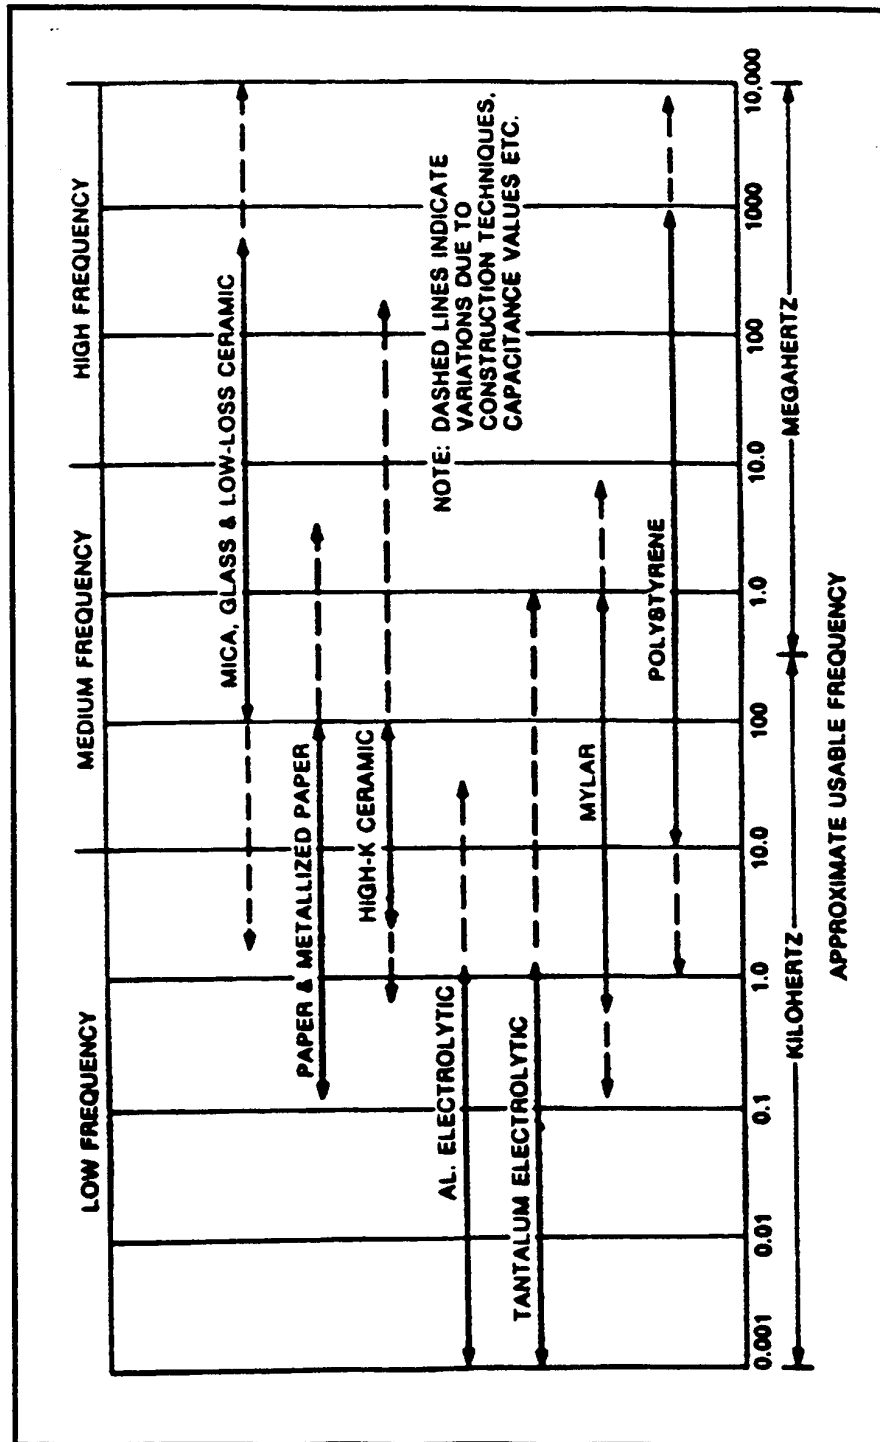 LOW FREQUENCY
MEDIUM FREQUENCY
HIGH FREQUENCY
MICA, GLASS & LOW-LOSS CERAMIC
PAPER & METALLIZED PAPER
HIGH-K CERAMIC
AL. ELECTROLYTIC
NOTE: DASHED LINES INDICATE
VARIATIONS DUE TO
CONSTRUCTION TECHNIQUES,
CAPACITANCE VALUES ETC.
TANTALUM ELECTROLYTIC
MYLAR
POLYSTYRENE
0.001 0.01 0.1 1.0 10.0 100 1.0 10.0 100 1000 10,000
KILOHERTZ MEGAHERTZ
APPROXIMATE USABLE FREQUENCY